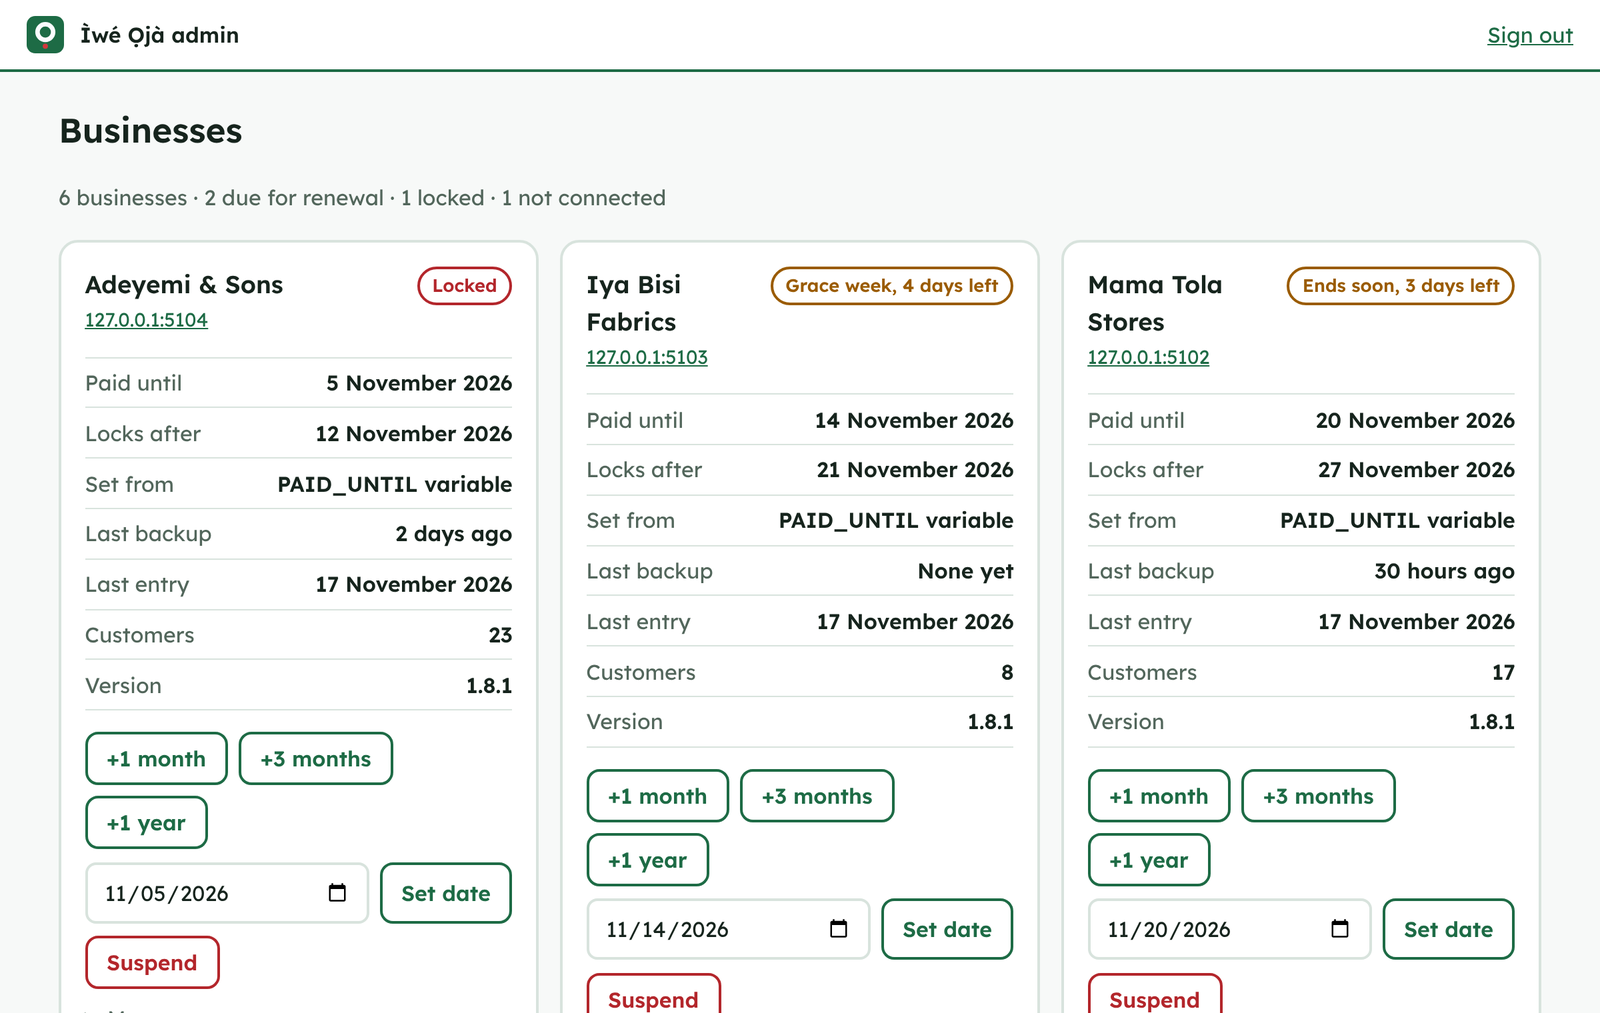 Ìwé Ọjà admin
Sign out
Businesses
6 businesses · 2 due for renewal · 1 locked · 1 not connected
Adeyemi & Sons
Locked
127.0.0.1:5104
Paid until 5 November 2026
Locks after 12 November 2026
Set from PAID_UNTIL variable
Last backup 2 days ago
Last entry 17 November 2026
Customers 23
Version 1.8.1
+1 month +3 months
+1 year
11/05/2026 Set date
Suspend
Iya Bisi
Fabrics
Grace week, 4 days left
127.0.0.1:5103
Paid until 14 November 2026
Locks after 21 November 2026
Set from PAID_UNTIL variable
Last backup None yet
Last entry 17 November 2026
Customers 8
Version 1.8.1
+1 month +3 months
+1 year
11/14/2026 Set date
Suspend
Mama Tola
Stores
Ends soon, 3 days left
127.0.0.1:5102
Paid until 20 November 2026
Locks after 27 November 2026
Set from PAID_UNTIL variable
Last backup 30 hours ago
Last entry 17 November 2026
Customers 17
Version 1.8.1
+1 month +3 months
+1 year
11/20/2026 Set date
Suspend